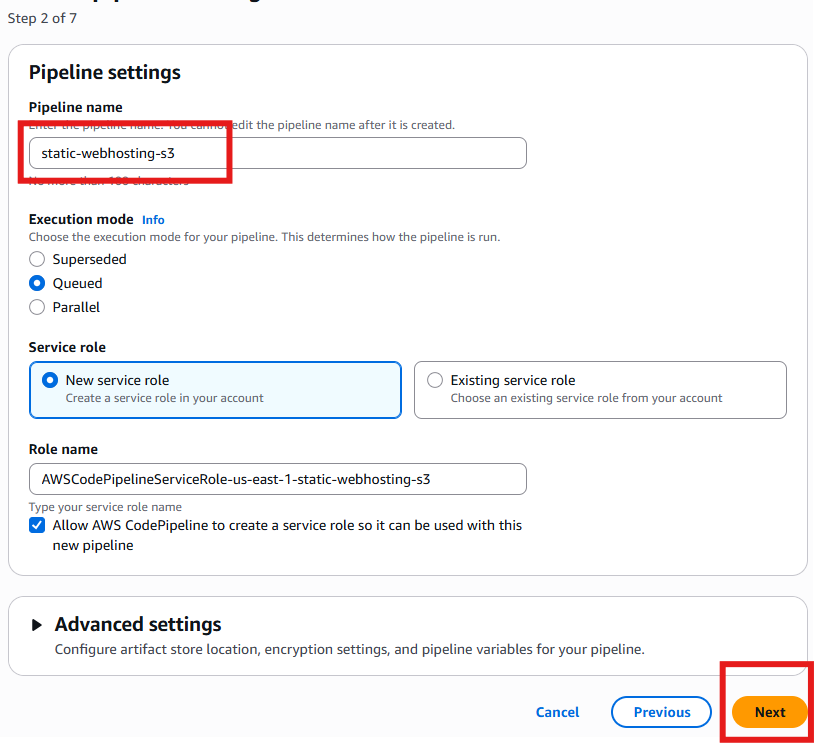 Step 2 of 7
Pipeline settings
Pipeline name
Enter the pipeline name. You cannot edit the pipeline name after it is created.
static-webhosting-s3
No more than 100 characters
Execution mode Info
Choose the execution mode for your pipeline. This determines how the pipeline is run.
Superseded
Queued
Parallel
Service role
New service role
Create a service role in your account
Existing service role
Choose an existing service role from your account
Role name
AWSCodePipelineServiceRole-us-east-1-static-webhosting-s3
Type your service role name
Allow AWS CodePipeline to create a service role so it can be used with this
new pipeline
Advanced settings
Configure artifact store location, encryption settings, and pipeline variables for your pipeline.
Cancel Previous Next